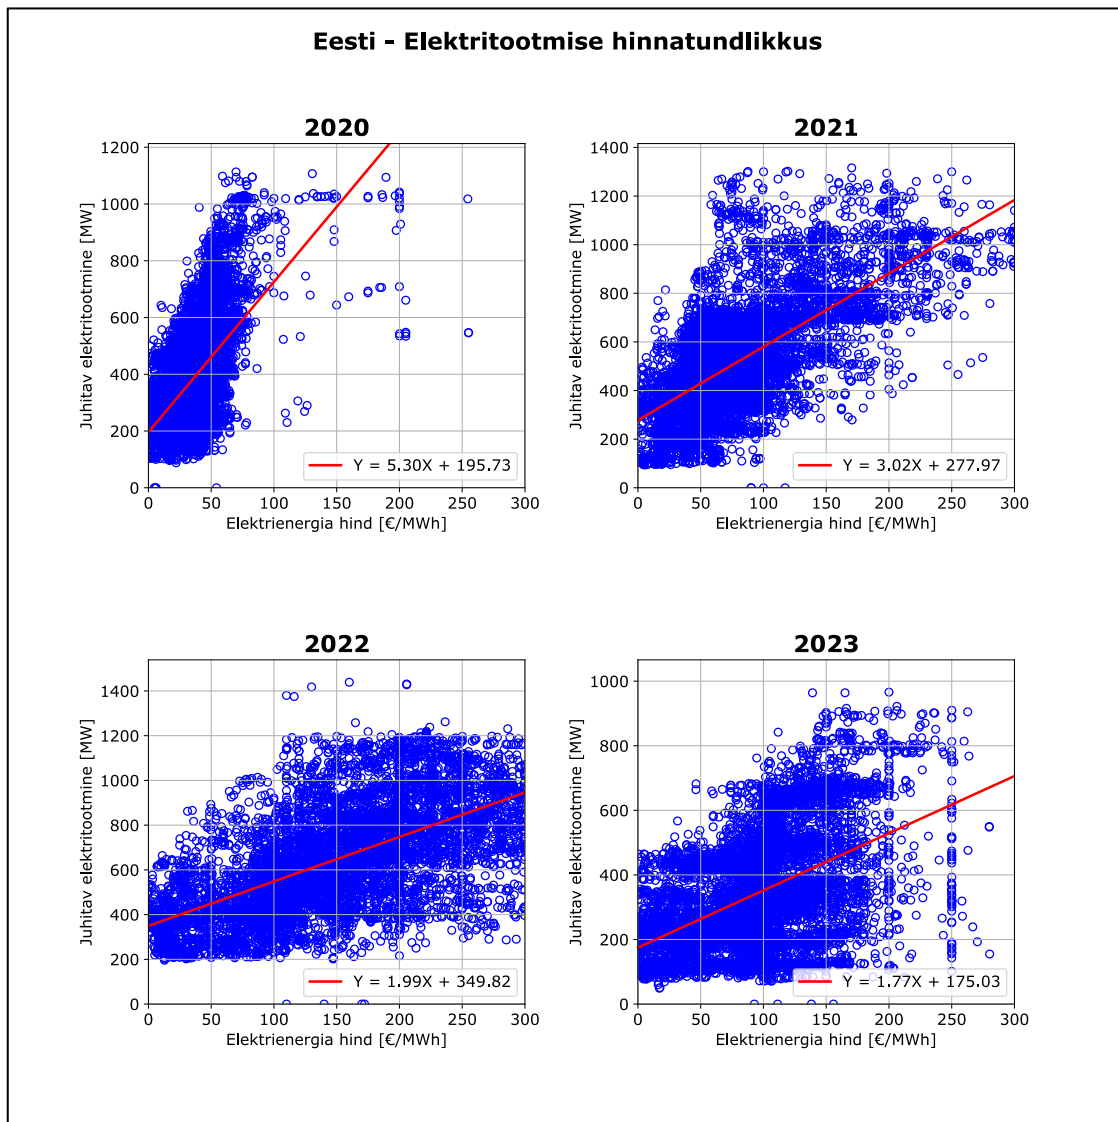 Eesti - Elektritootmise hinnatundlikkus
2020
Juhitav elektritootmine [MW]
1200
1000
800
600
400
200
0
0 50 100 150 200 250 300
Elektrienergia hind [€/MWh]
Y = 5.30X + 195.73
2021
Juhitav elektritootmine [MW]
1400
1200
1000
800
600
400
200
0
0 50 100 150 200 250 300
Elektrienergia hind [€/MWh]
Y = 3.02X + 277.97
2022
Juhitav elektritootmine [MW]
1400
1200
1000
800
600
400
200
0
0 50 100 150 200 250 300
Elektrienergia hind [€/MWh]
Y = 1.99X + 349.82
2023
Juhitav elektritootmine [MW]
1000
800
600
400
200
0
0 50 100 150 200 250 300
Elektrienergia hind [€/MWh]
Y = 1.77X + 175.03